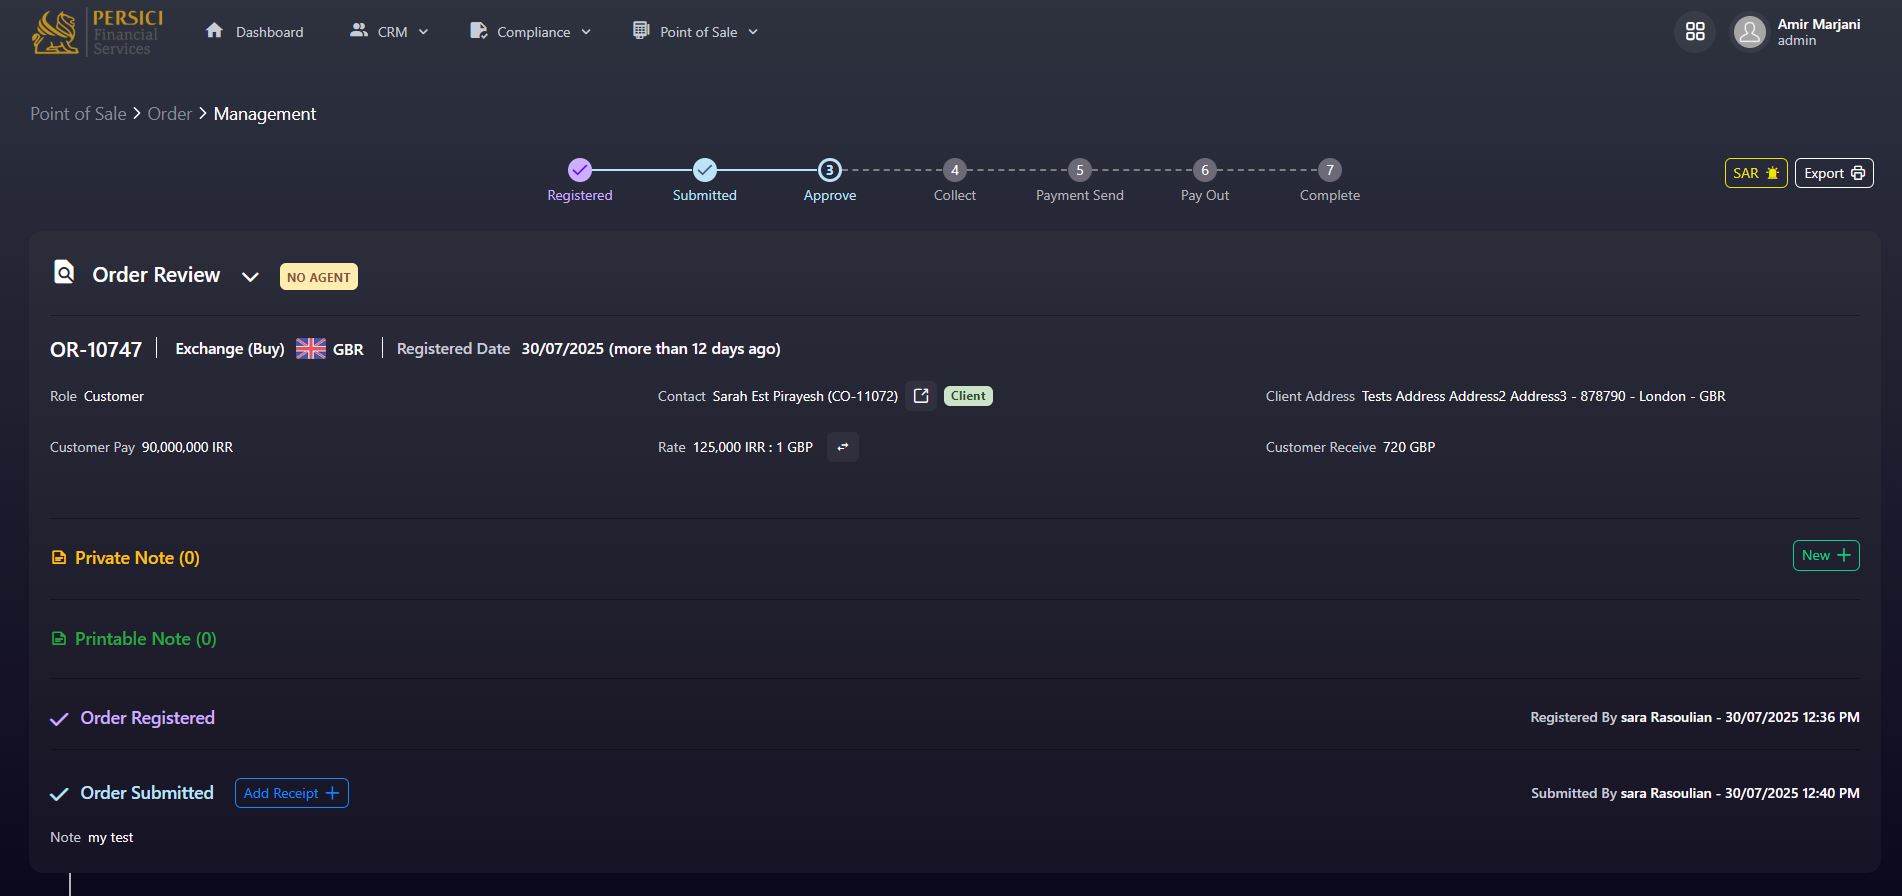 PERSICI
Financial
Services
Dashboard
CRM
Compliance
Point of Sale
Amir Marjani
admin
Point of Sale > Order > Management
3 4 5 6 7
Registered Submitted Approve Collect Payment Send Pay Out Complete
SAR
Export
Order Review
NO AGENT
OR-10747 | Exchange (Buy) GBR | Registered Date 30/07/2025 (more than 12 days ago)
Role Customer
Contact Sarah Est Pirayesh (CO-11072) Client
Client Address Tests Address Address2 Address3 - 878790 - London - GBR
Customer Pay 90,000,000 IRR
Rate 125,000 IRR : 1 GBP
Customer Receive 720 GBP
Private Note (0)
New +
Printable Note (0)
Order Registered
Registered By sara Rasoulian - 30/07/2025 12:36 PM
Order Submitted
Add Receipt +
Submitted By sara Rasoulian - 30/07/2025 12:40 PM
Note my test